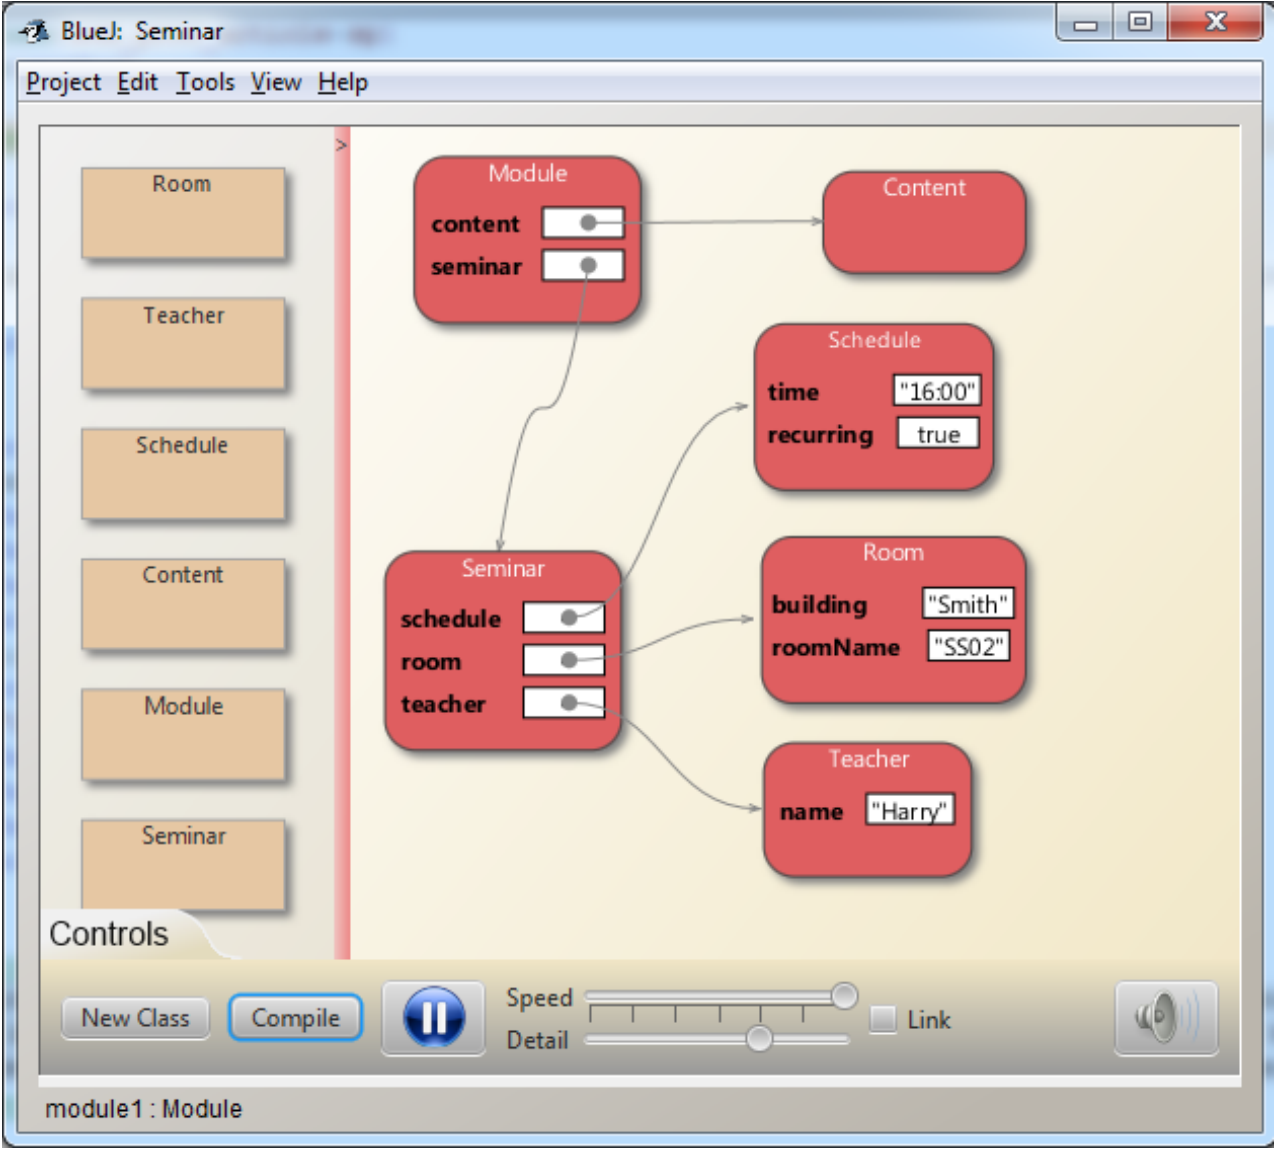 BlueJ: Seminar
Project Edit Tools View Help
Room
Teacher
Schedule
Content
Module
Seminar
>
Module
content
seminar
Content
Schedule
time "16:00"
recurring true
Seminar
schedule
room
teacher
Room
building "Smith"
roomName "SS02"
Teacher
name "Harry"
Controls
New Class Compile
Speed
Detail
Link
module1 : Module